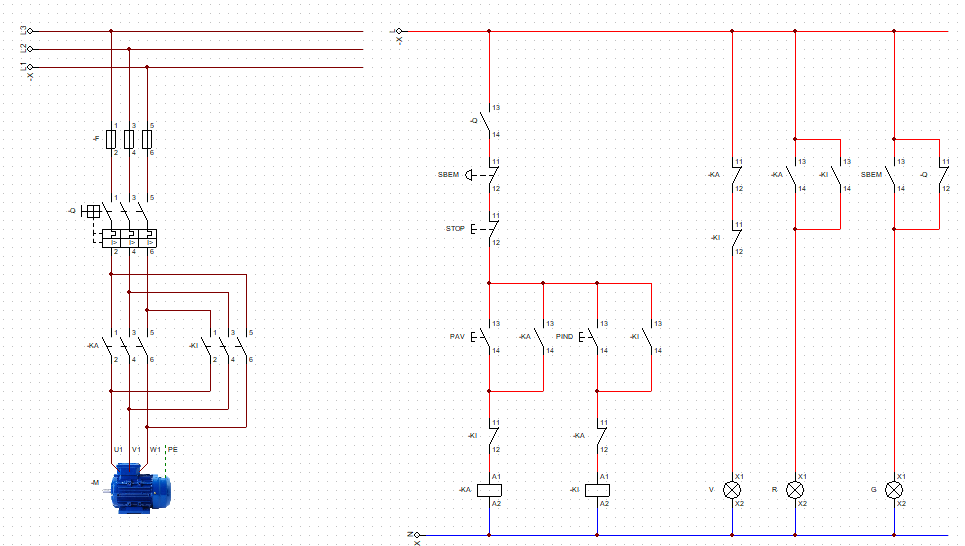 L3
L2
L1
-X
-F
1 3 5
2 4 6
-Q
1 3 5
I> I> I>
2 4 6
-KA
1 3 5
2 4 6
-KI
1 3 5
2 4 6
U1 V1 W1 PE
-M
L
-X
-Q
13
14
SBEM
11
12
STOP
11
12
PAV
13
14
-KA
13
14
PIND
13
14
-KI
13
14
-KI
11
12
-KA
11
12
-KA
A1
A2
-KI
A1
A2
-KA
11
12
-KI
11
12
-KA
13
14
-KI
13
14
SBEM
13
14
-Q
11
12
V
X1
X2
R
X1
X2
G
X1
X2
N
X